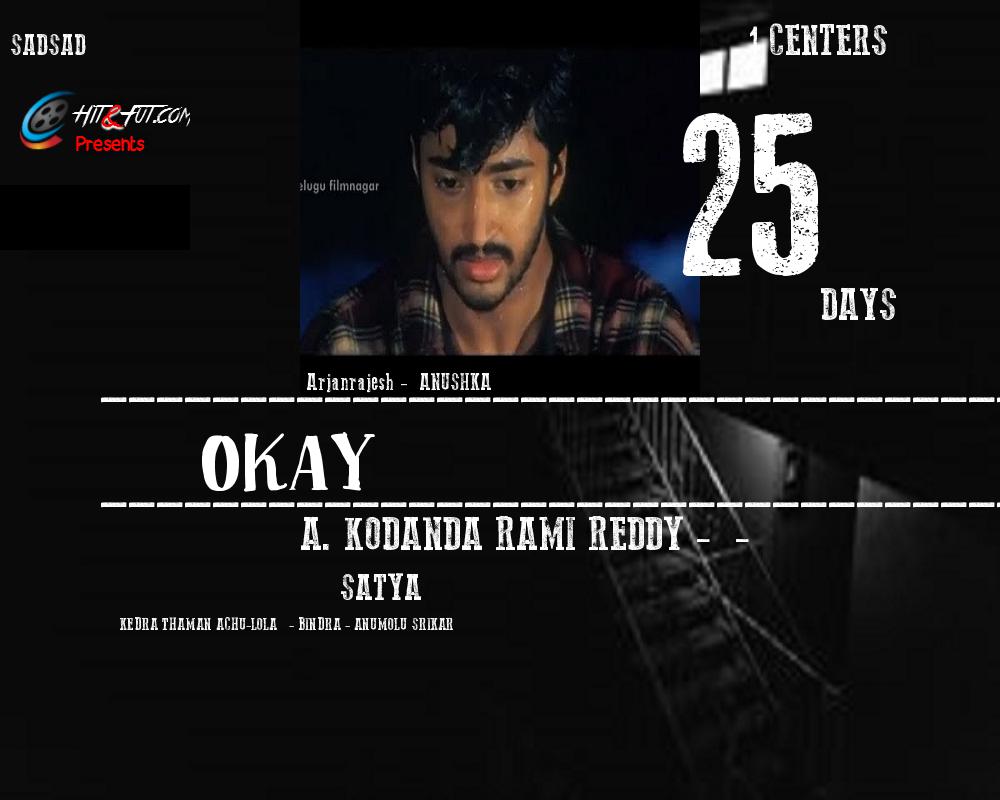 SADSAD
1 CENTERS
HIT&FUT.COM
Presents
25
elugu filmnagar
DAYS
Arjanrajesh - ANUSHKA
OKAY
A. KODANDA RAMI REDDY - -
SATYA
KEDRA THAMAN ACHU-LOLA - BINDRA - ANUMOLU SRIKAR